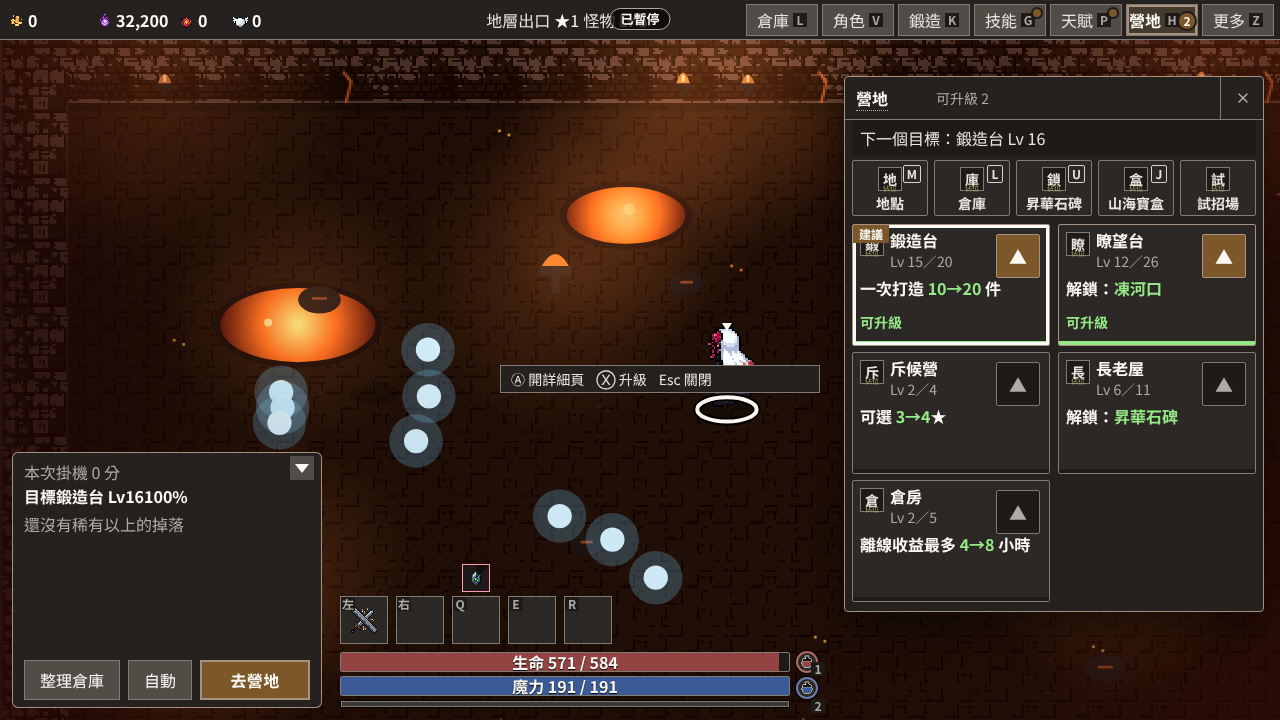 0
32,200
0
0
地層出口 ★1 怪物
已暫停
倉庫 L
角色 V
鍛造 K
技能 G
天賦 P
營地 H 2
更多 Z
營地
可升級 2
×
下一個目標：鍛造台 Lv 16
地 M
地點
庫 L
倉庫
鎖 U
昇華石碑
盒 J
山海寶盒
試
試招場
建議
鍛造台
Lv 15／20
一次打造 10→20 件
可升級
瞭
瞭望台
Lv 12／26
解鎖：凍河口
可升級
斥
斥候營
Lv 2／4
可選 3→4★
長
長老屋
Lv 6／11
解鎖：昇華石碑
倉
倉房
Lv 2／5
離線收益最多 4→8 小時
A 開詳細頁 X 升級 Esc 關閉
本次掛機 0 分
目標鍛造台 Lv16100%
還沒有稀有以上的掉落
整理倉庫
自動
去營地
左
右
Q
E
R
生命 571 / 584
1
魔力 191 / 191
2